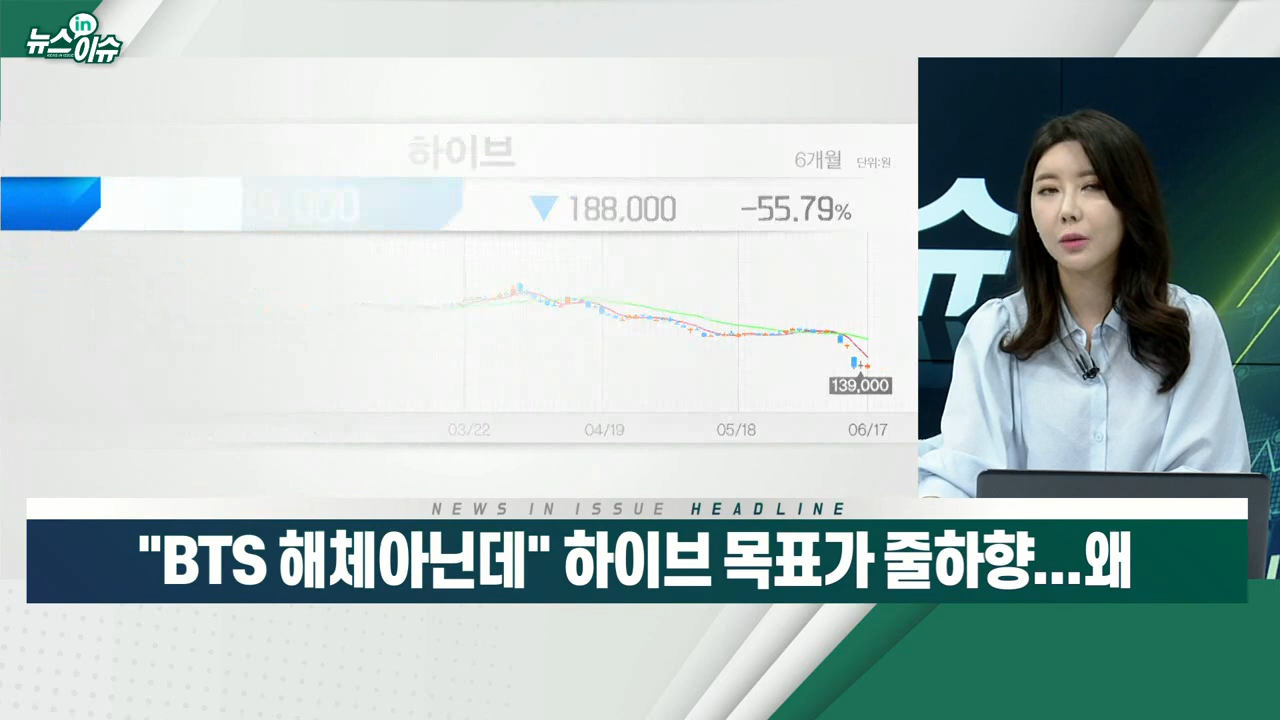 뉴스in이슈
하이브
6개월 단위:원
▼188,000 -55.79%
139,000
03/22 04/19 05/18 06/17
슈
NEWS IN ISSUE HEADLINE
"BTS 해체아닌데" 하이브 목표가 줄하향...왜